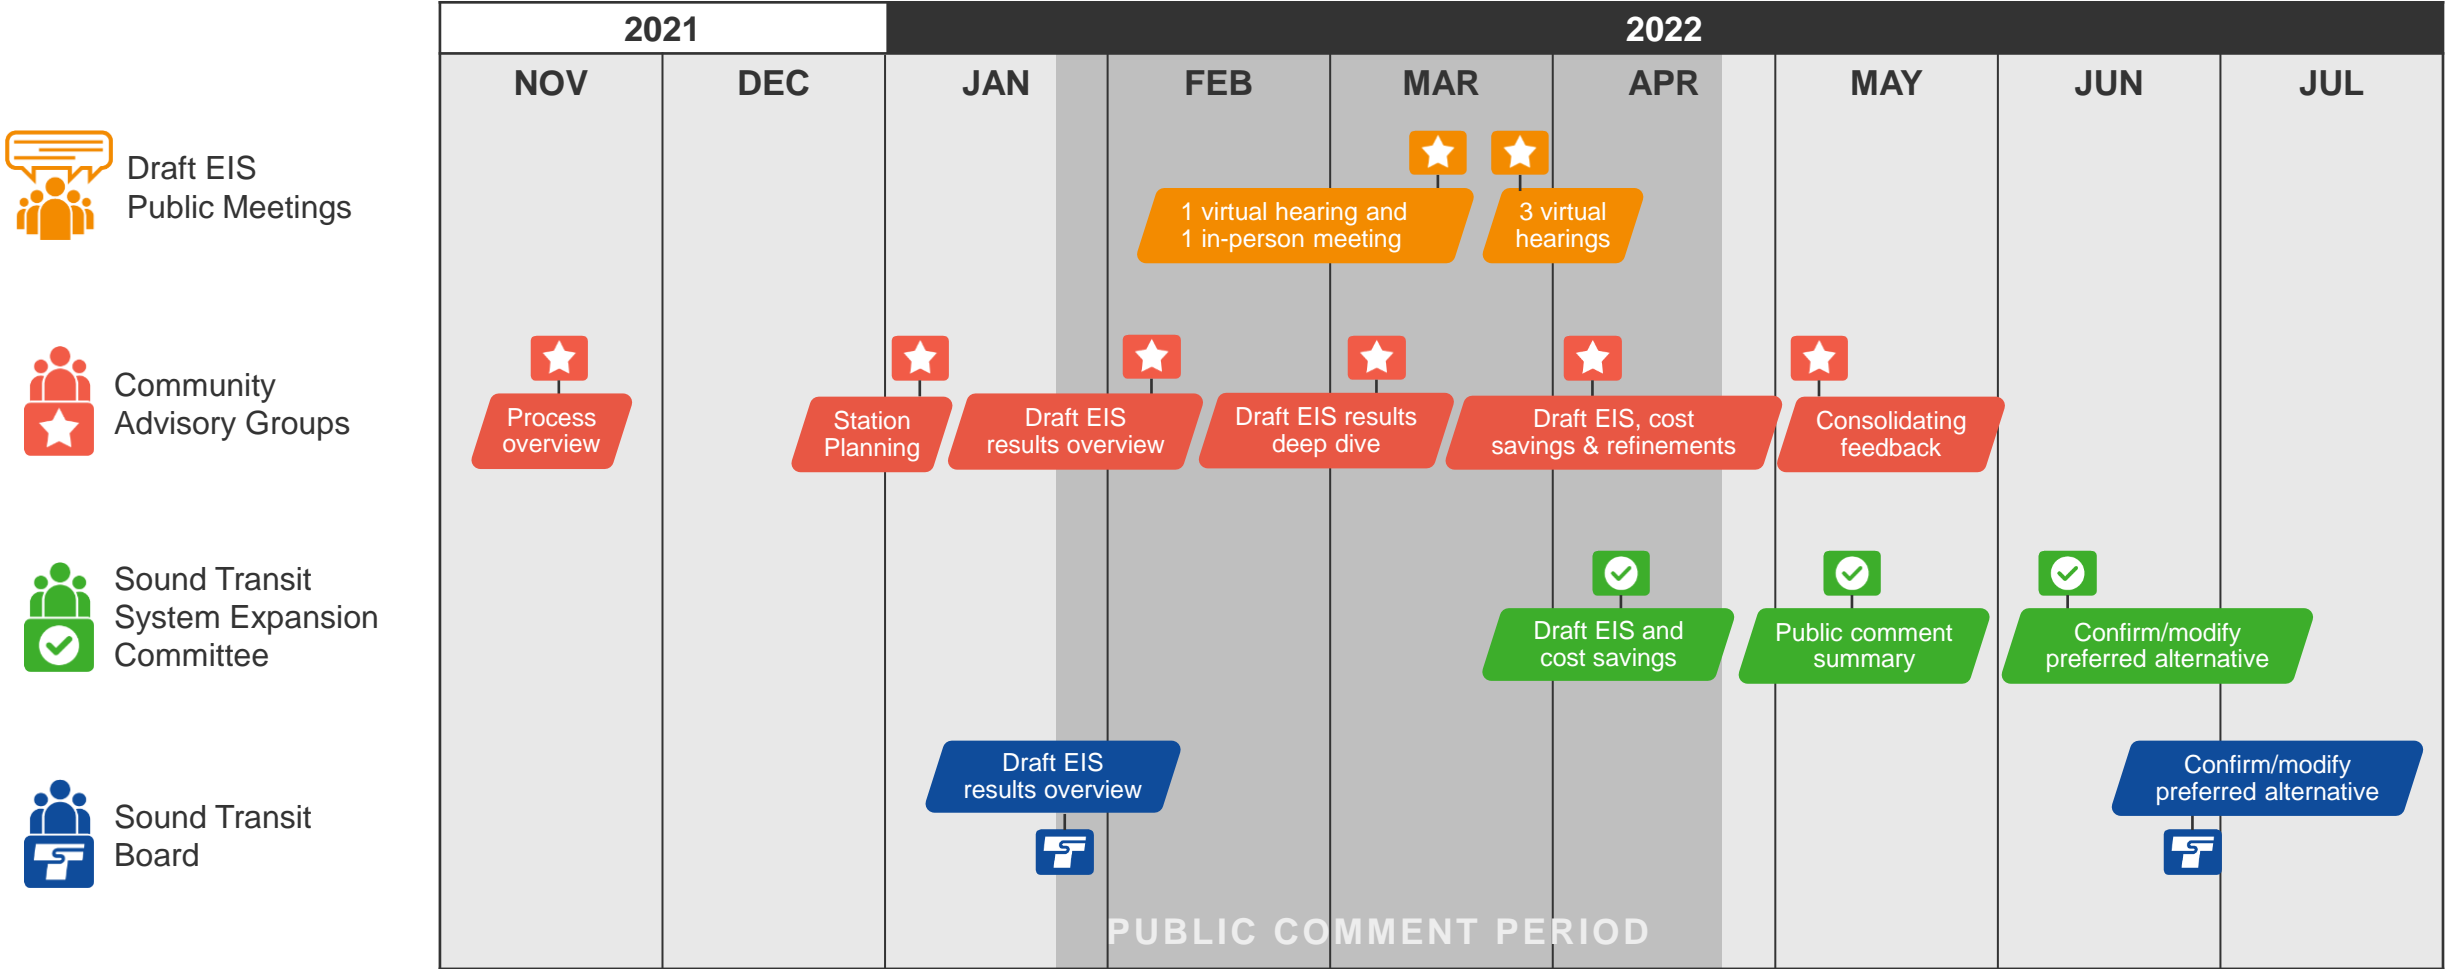 2021
2022
NOV
DEC
JAN
FEB
MAR
APR
MAY
JUN
JUL
Draft EIS
Public Meetings
1 virtual hearing and
1 in-person meeting
3 virtual
hearings
Community
Advisory Groups
Process
overview
Station
Planning
Draft EIS
results overview
Draft EIS results
deep dive
Draft EIS, cost
savings & refinements
Consolidating
feedback
Sound Transit
System Expansion
Committee
Draft EIS and
cost savings
Public comment
summary
Confirm/modify
preferred alternative
Sound Transit
Board
Draft EIS
results overview
Confirm/modify
preferred alternative
PUBLIC COMMENT PERIOD